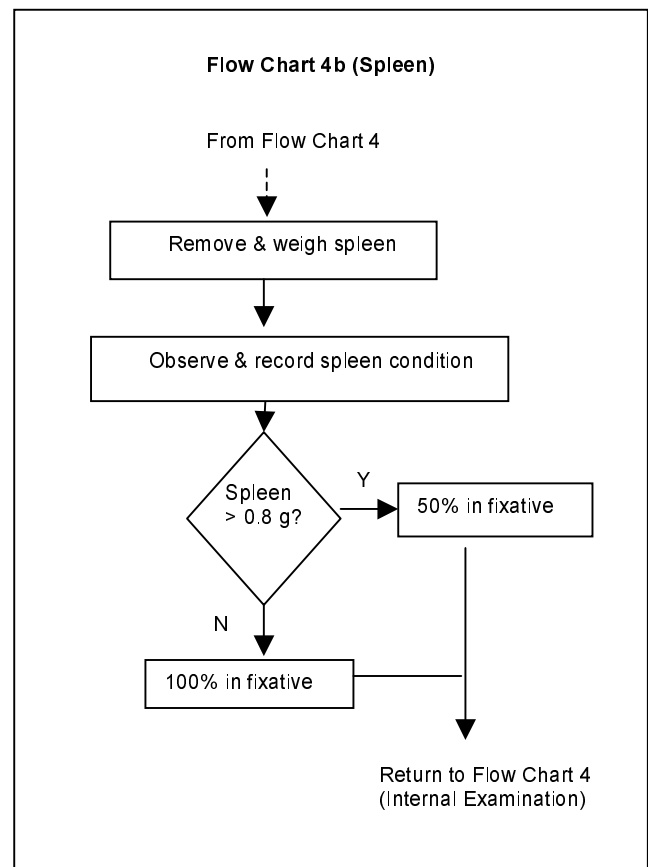 Flow Chart 4b (Spleen)
From Flow Chart 4
Remove & weigh spleen
Observe & record spleen condition
Spleen
> 0.8 g?
Y
50% in fixative
N
100% in fixative
Return to Flow Chart 4
(Internal Examination)